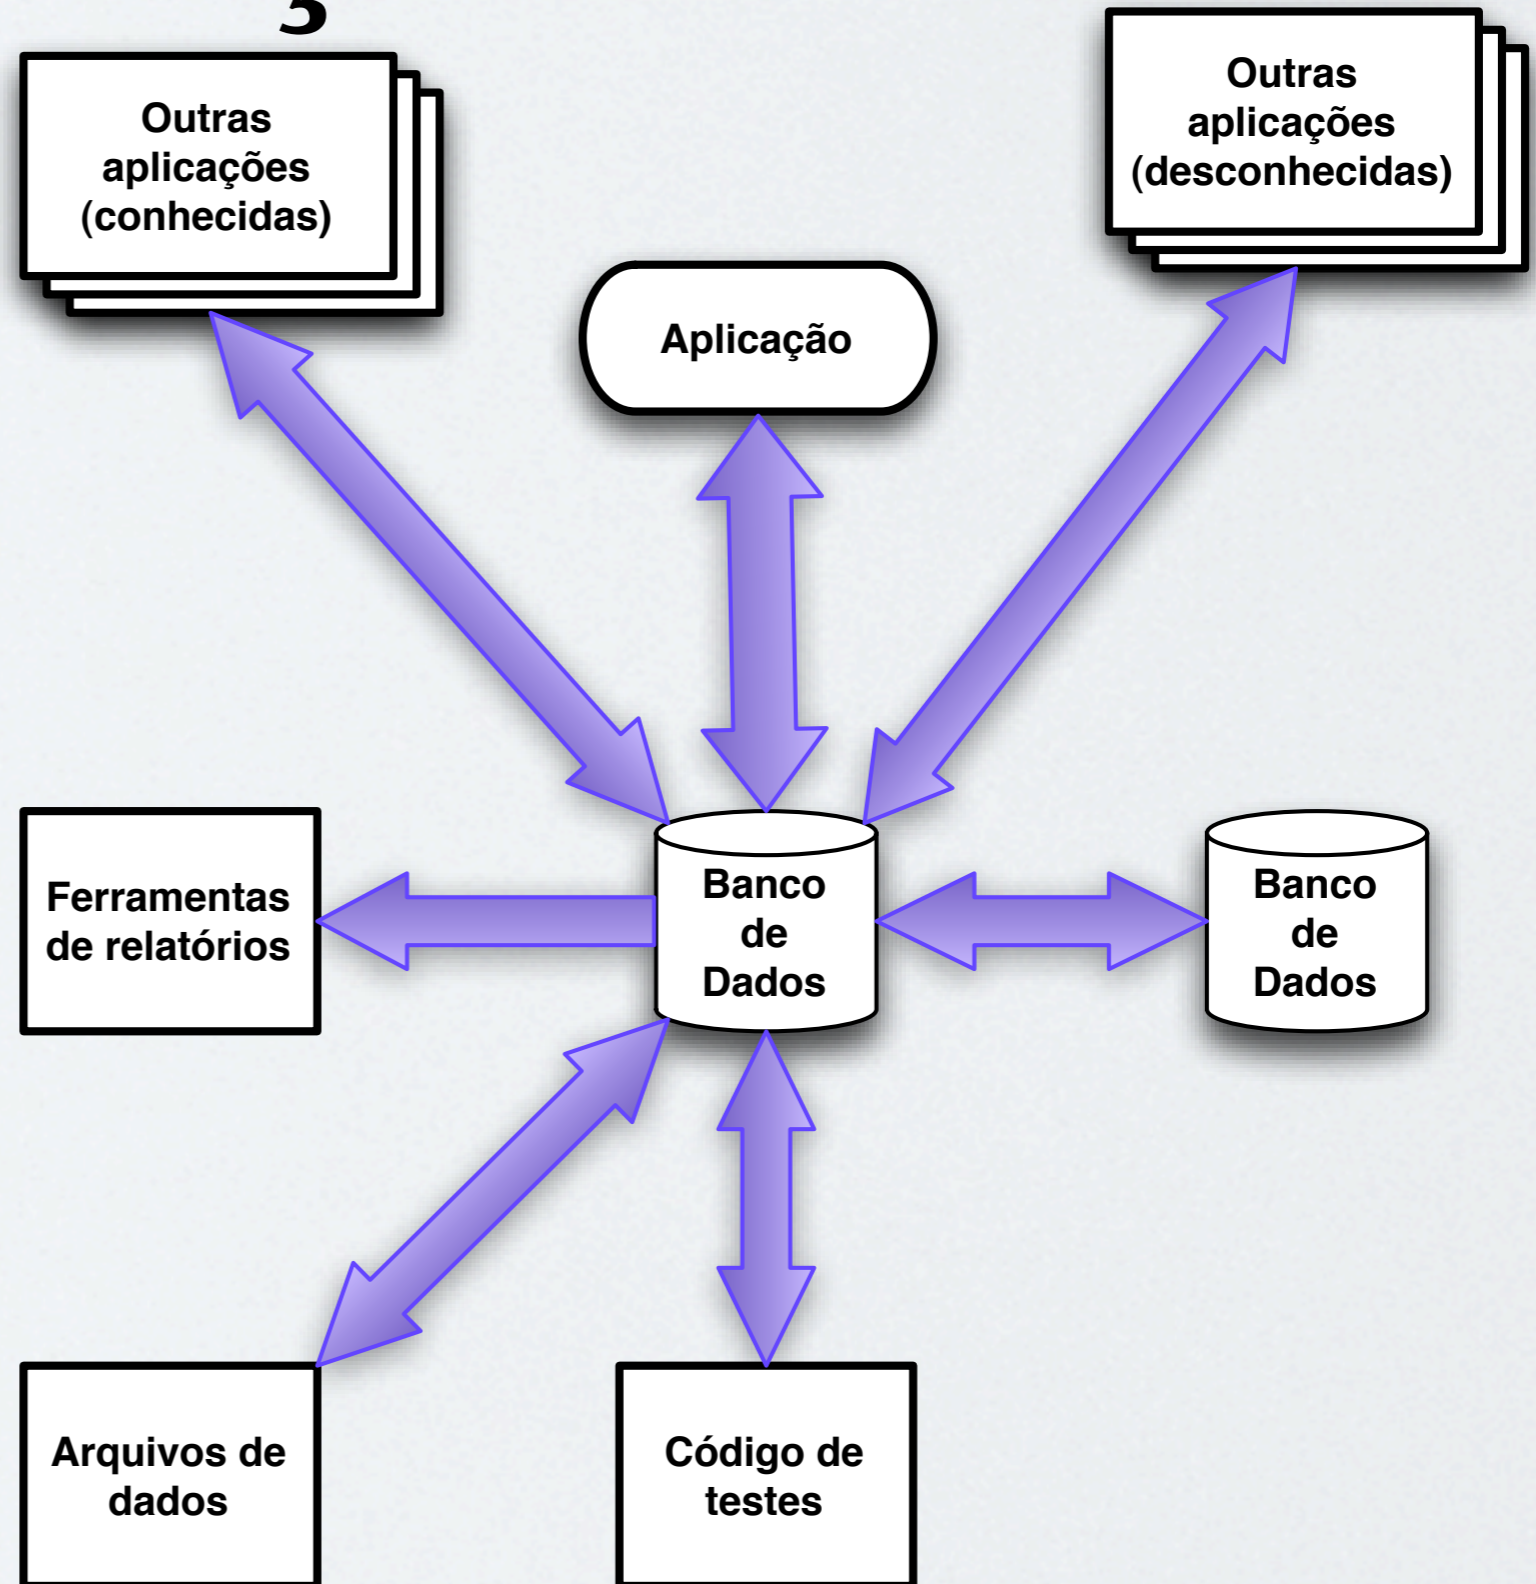 Outras
aplicações
(conhecidas)
Outras
aplicações
(desconhecidas)
Aplicação
Ferramentas
de relatórios
Banco
de
Dados
Banco
de
Dados
Arquivos de
dados
Código de
testes